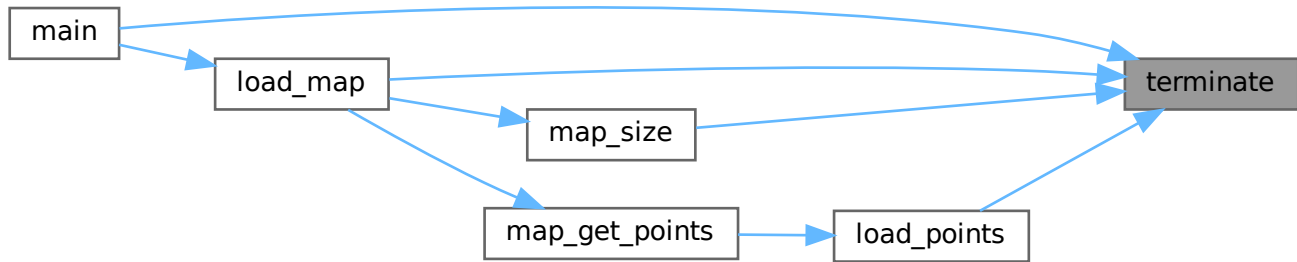 main
load_map
terminate
map_size
map_get_points
load_points